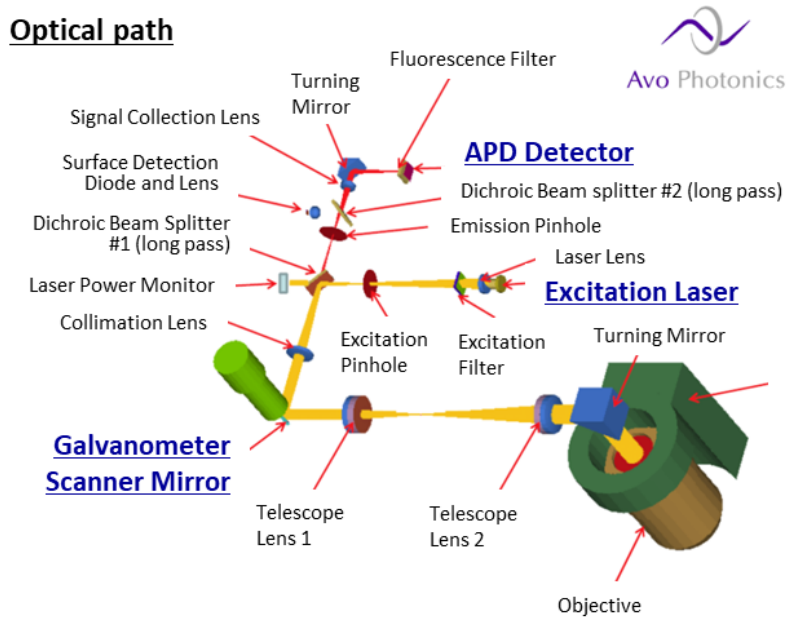 Optical path
Avo Photonics
Fluorescence Filter
Turning
Mirror
Signal Collection Lens
APD Detector
Surface Detection
Diode and Lens
Dichroic Beam splitter #2 (long pass)
Dichroic Beam Splitter
#1 (long pass)
Emission Pinhole
Laser Lens
Laser Power Monitor
Excitation Laser
Collimation Lens
Excitation
Pinhole
Excitation
Filter
Turning Mirror
Galvanometer
Scanner Mirror
Telescope
Lens 1
Telescope
Lens 2
Objective